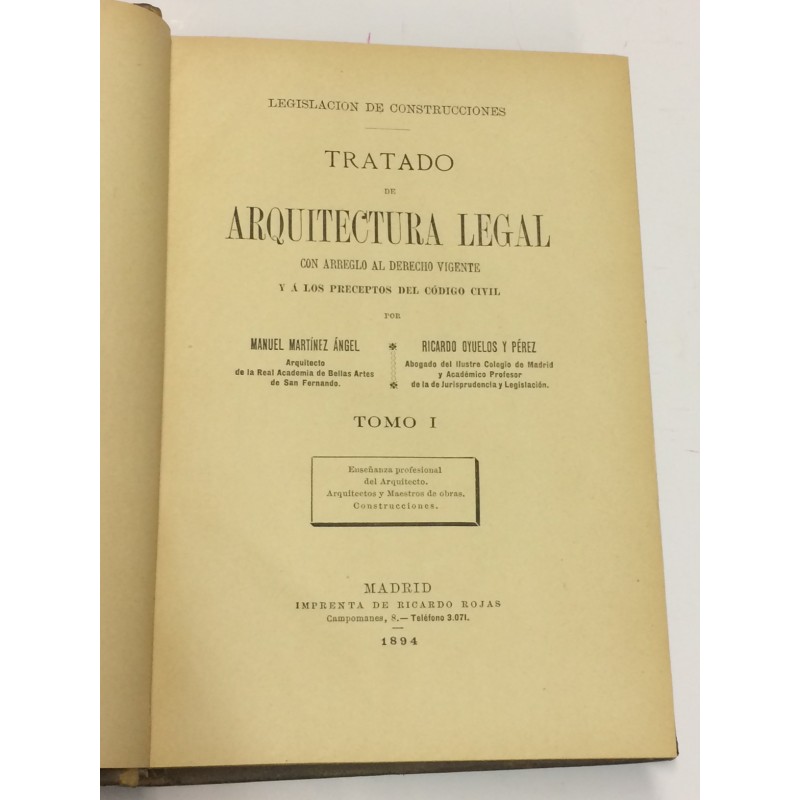 LEGISLACION DE CONSTRUCCIONES
TRATADO
DE
ARQUITECTURA LEGAL
CON ARREGLO AL DERECHO VIGENTE
Y Á LOS PRECEPTOS DEL CÓDIGO CIVIL
POR
MANUEL MARTÍNEZ ÁNGEL
Arquitecto
de la Real Academia de Bellas Artes
de San Fernando.
RICARDO OYUELOS Y PÉREZ
Abogado del Ilustre Colegio de Madrid
y Académico Profesor
de la de Jurisprudencia y Legislación.
TOMO I
Enseñanza profesional
del Arquitecto.
Arquitectos y Maestros de obras.
Construcciones.
MADRID
IMPRENTA DE RICARDO ROJAS
Campomanes, 8.—Teléfono 3.071.
1894